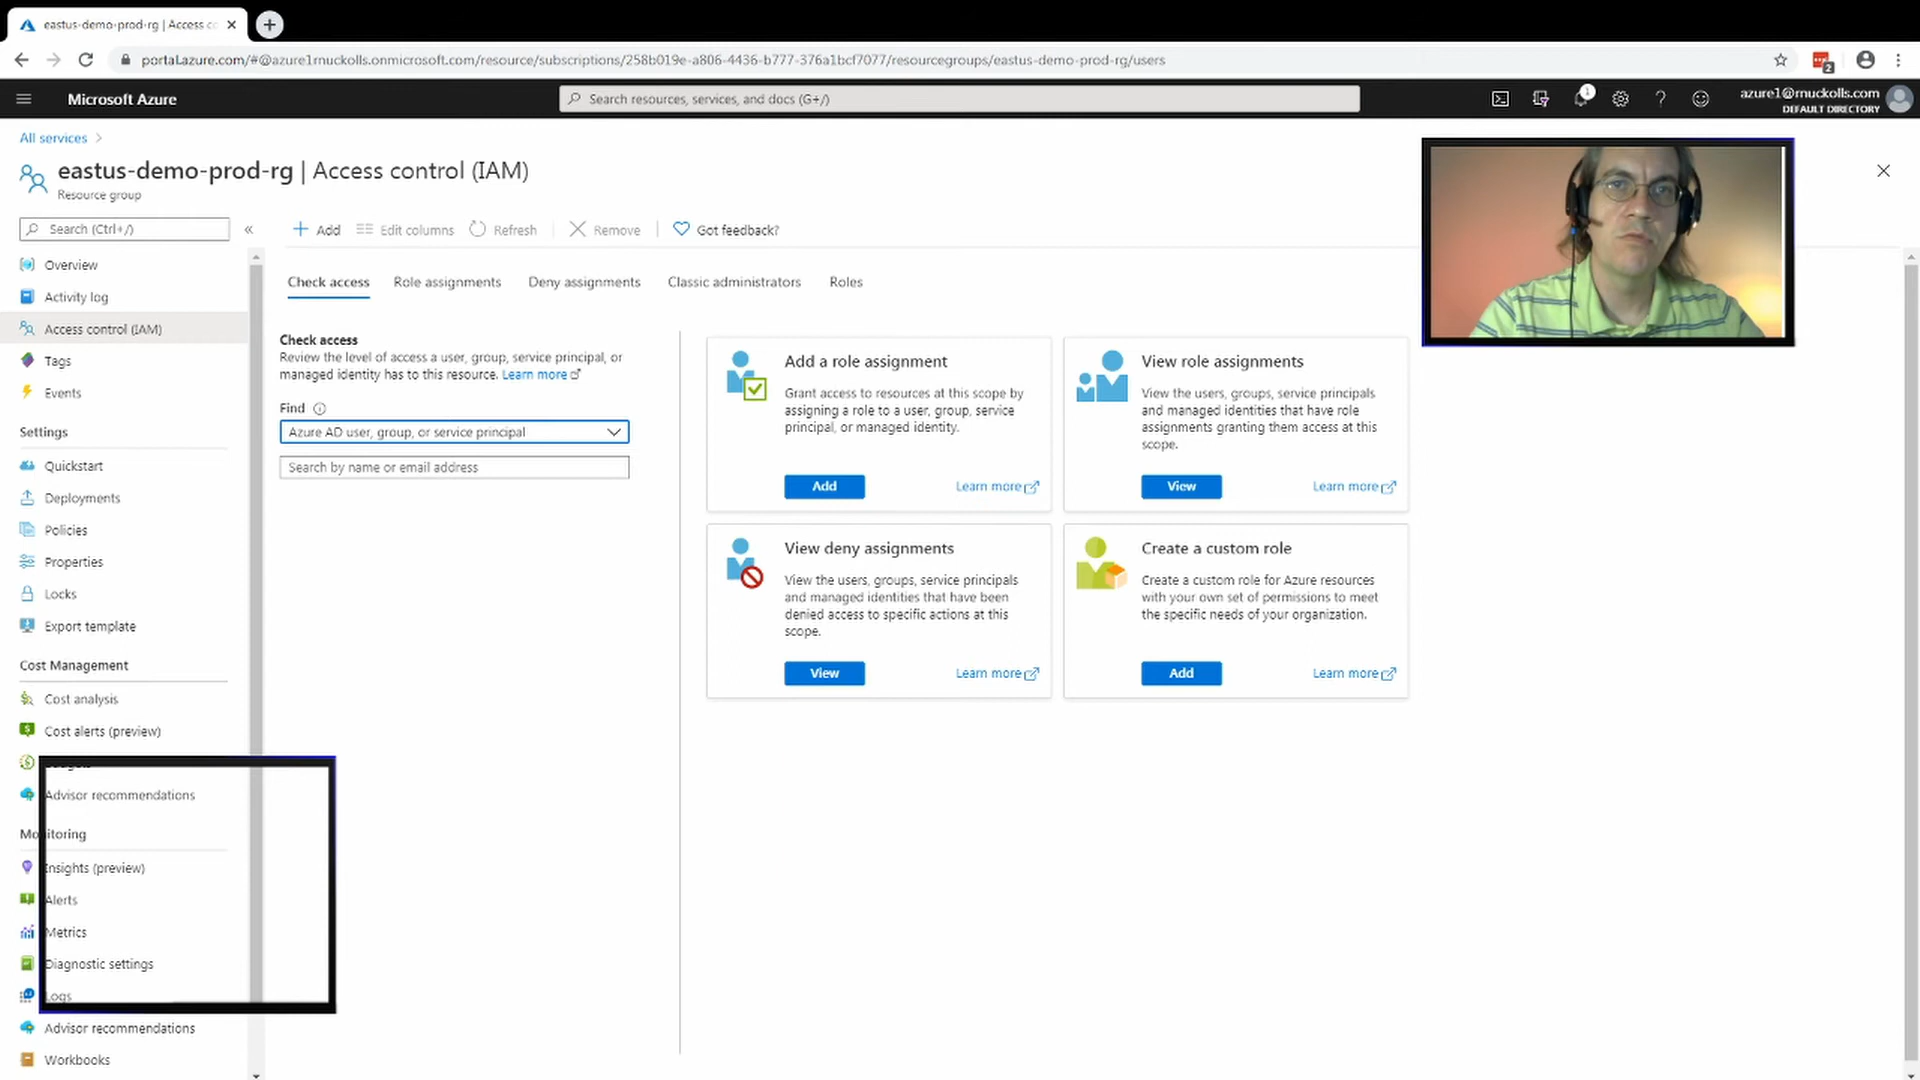 eastus-demo-prod-rg | Access co
portal.azure.com/#@azure1rnuckolls.onmicrosoft.com/resource/subscriptions/258b019e-a806-4436-b777-376a1bcf7077/resourcegroups/eastus-demo-prod-rg/users
2
Microsoft Azure
Search resources, services, and docs (G+/)
1
azure1@rnuckolls.com
DEFAULT DIRECTORY
All services
eastus-demo-prod-rg | Access control (IAM)
Resource group
Search (Ctrl+/)
Add
Edit columns
Refresh
Remove
Got feedback?
Overview
Activity log
Access control (IAM)
Tags
Events
Settings
Quickstart
Deployments
Policies
Properties
Locks
Export template
Cost Management
Cost analysis
Cost alerts (preview)
Advisor recommendations
Monitoring
Insights (preview)
Alerts
Metrics
Diagnostic settings
Logs
Advisor recommendations
Workbooks
Check access
Role assignments
Deny assignments
Classic administrators
Roles
Check access
Review the level of access a user, group, service principal, or
managed identity has to this resource. Learn more
Find
Azure AD user, group, or service principal
Search by name or email address
Add a role assignment
Grant access to resources at this scope by
assigning a role to a user, group, service
principal, or managed identity.
Add
Learn more
View role assignments
View the users, groups, service principals
and managed identities that have role
assignments granting them access at this
scope.
View
Learn more
View deny assignments
View the users, groups, service principals
and managed identities that have been
denied access to specific actions at this
scope.
View
Learn more
Create a custom role
Create a custom role for Azure resources
with your own set of permissions to meet
the specific needs of your organization.
Add
Learn more